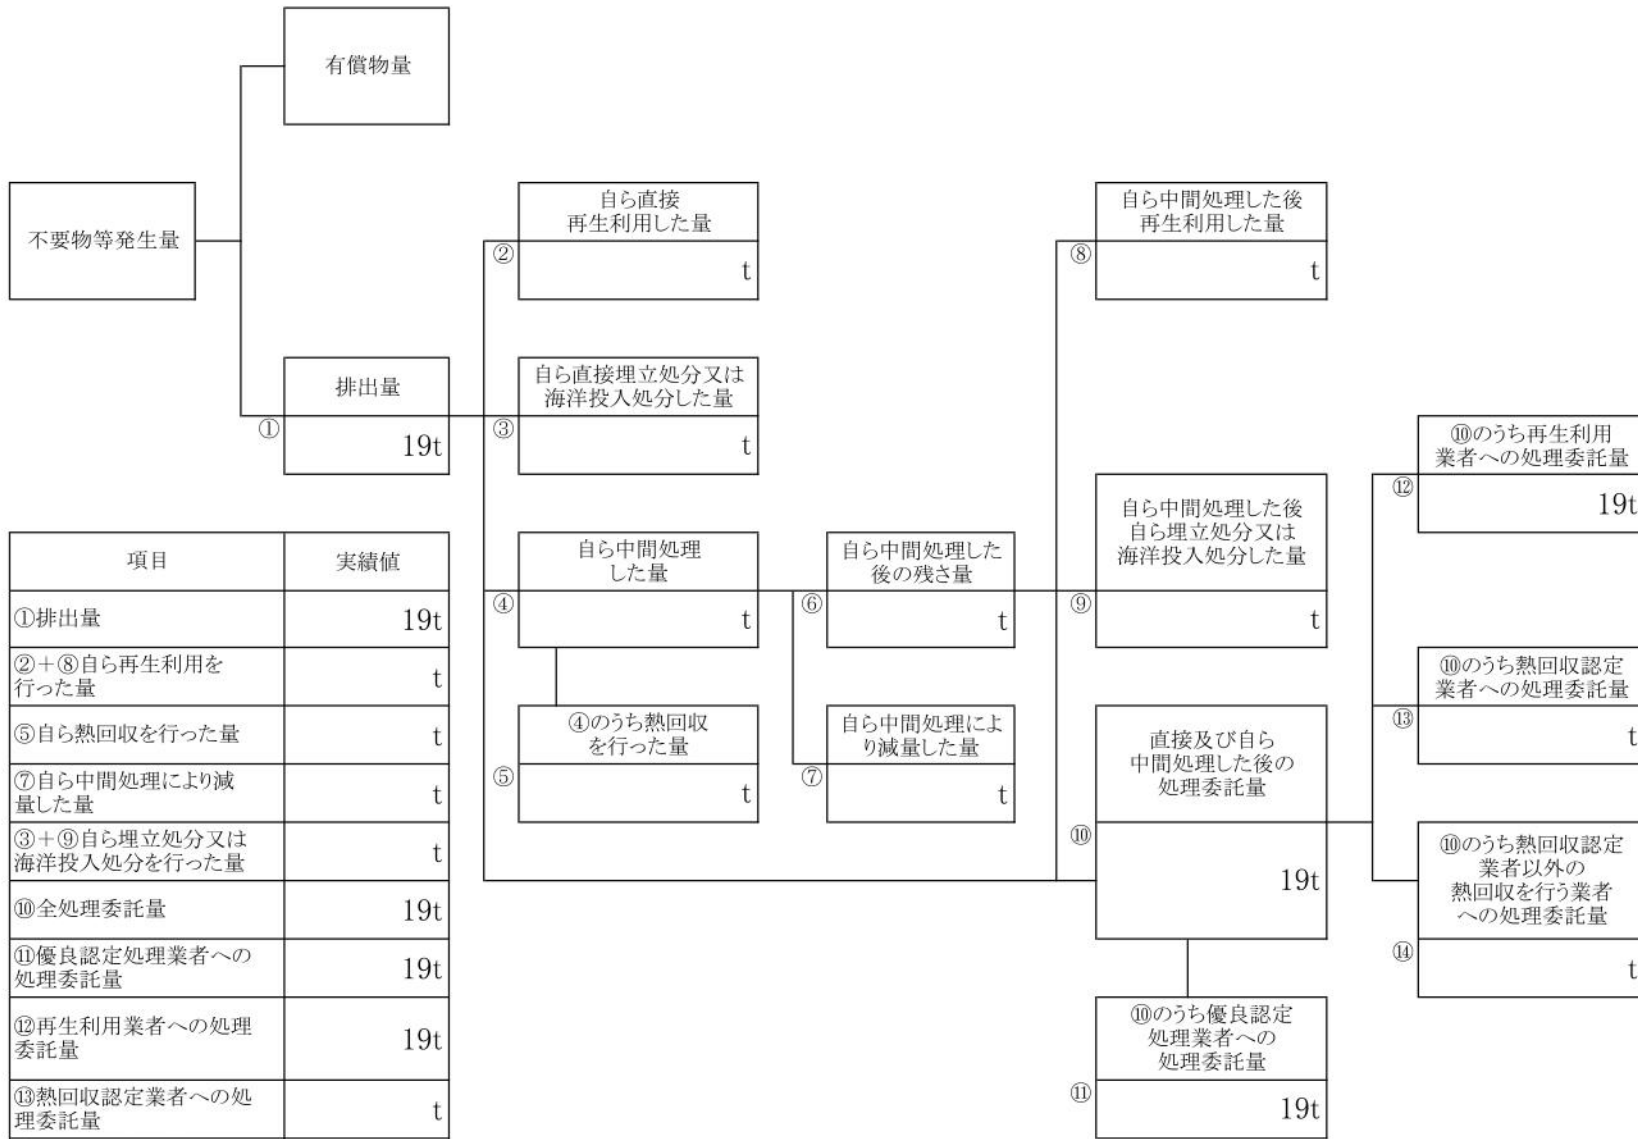 有償物量
不要物等発生量
自ら直接
再生利用した量
②
t
自ら中間処理した後
再生利用した量
⑧
t
排出量
①
19t
自ら直接埋立処分又は
海洋投入処分した量
③
t
自ら中間処理
した量
④
t
自ら中間処理した
後の残さ量
⑥
t
自ら中間処理した後
自ら埋立処分又は
海洋投入処分した量
⑨
t
⑩のうち再生利用
業者への処理委託量
⑫
19t
④のうち熱回収
を行った量
⑤
t
自ら中間処理によ
り減量した量
⑦
t
直接及び自ら
中間処理した後の
処理委託量
⑩
19t
⑩のうち熱回収認定
業者への処理委託量
⑬
t
⑩のうち熱回収認定
業者以外の
熱回収を行う業者
への処理委託量
⑭
t
⑩のうち優良認定
処理業者への
処理委託量
⑪
19t
項目 実績値
①排出量 19t
②+⑧自ら再生利用を
行った量 t
⑤自ら熱回収を行った量 t
⑦自ら中間処理により減
量した量 t
③+⑨自ら埋立処分又は
海洋投入処分を行った量 t
⑩全処理委託量 19t
⑪優良認定処理業者への
処理委託量 19t
⑫再生利用業者への処理
委託量 19t
⑬熱回収認定業者への処
理委託量 t